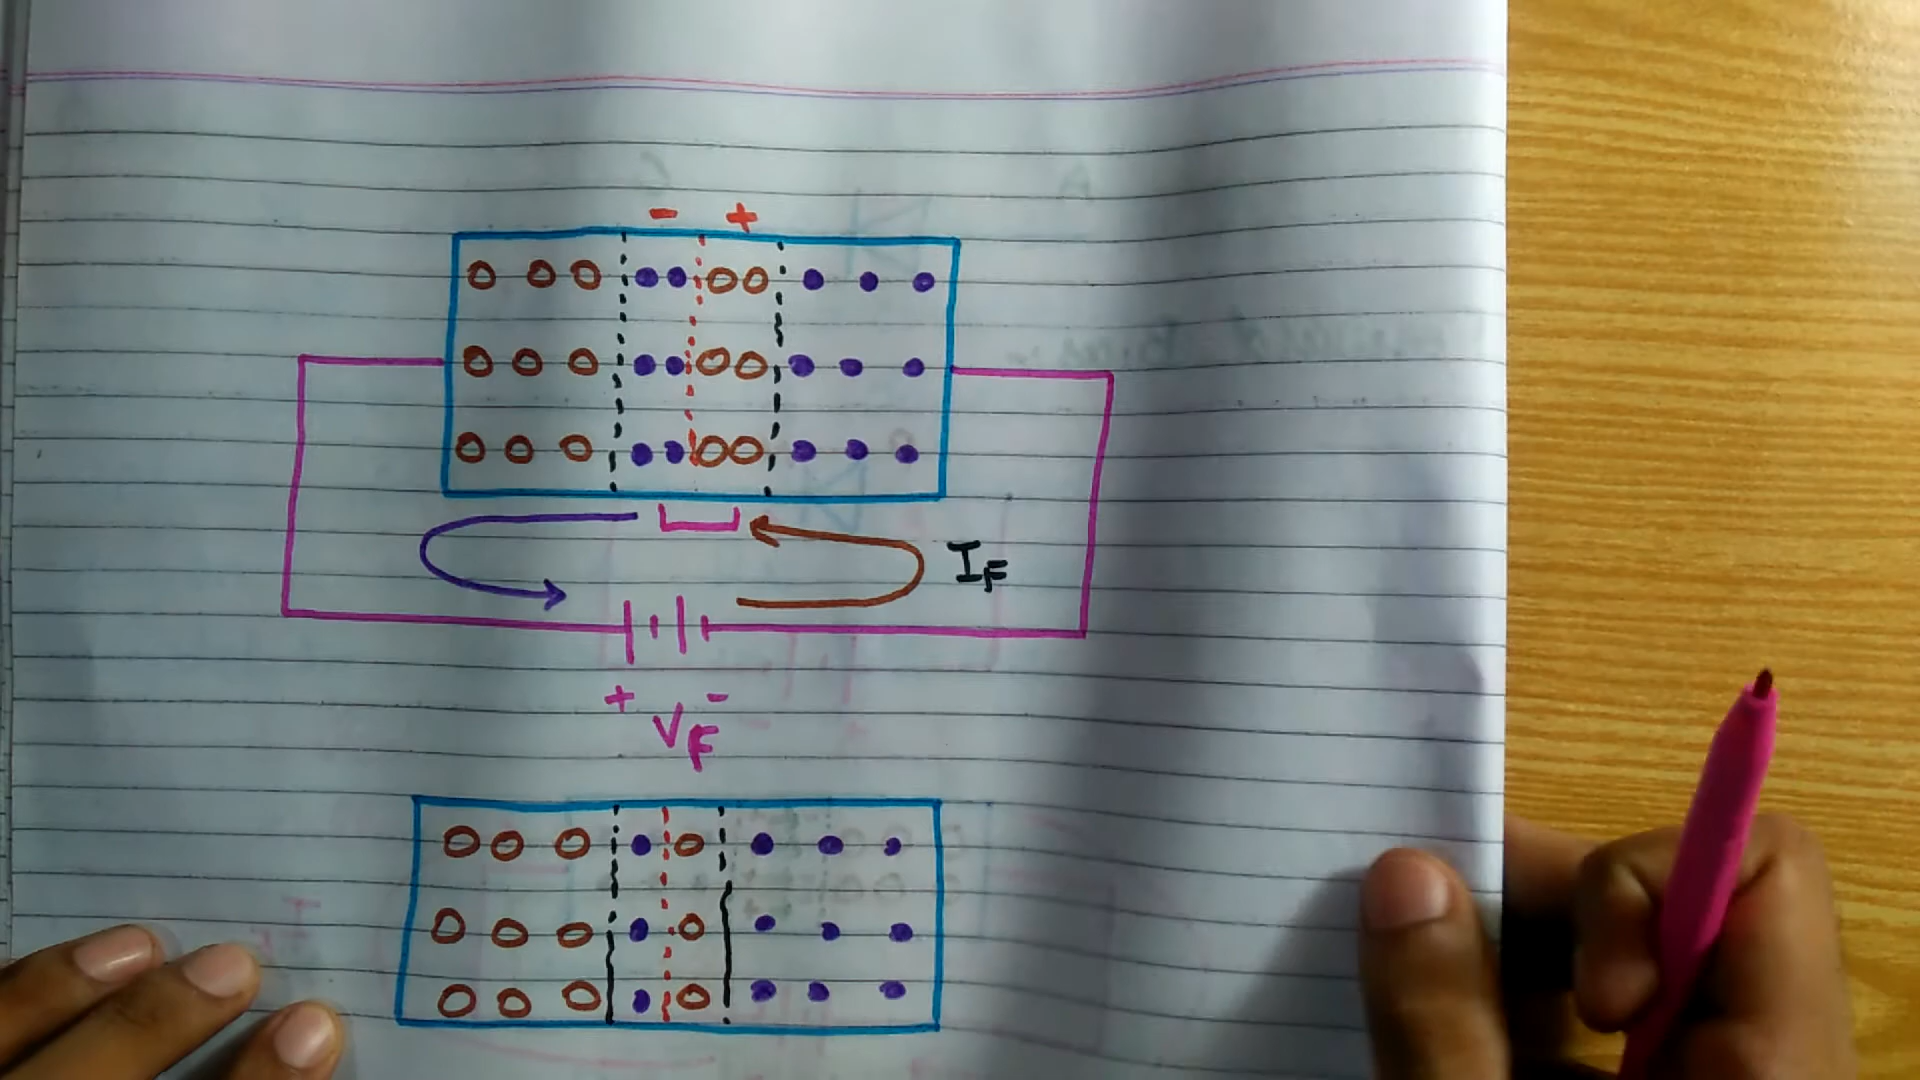 - +
I_F
+ -
V_F